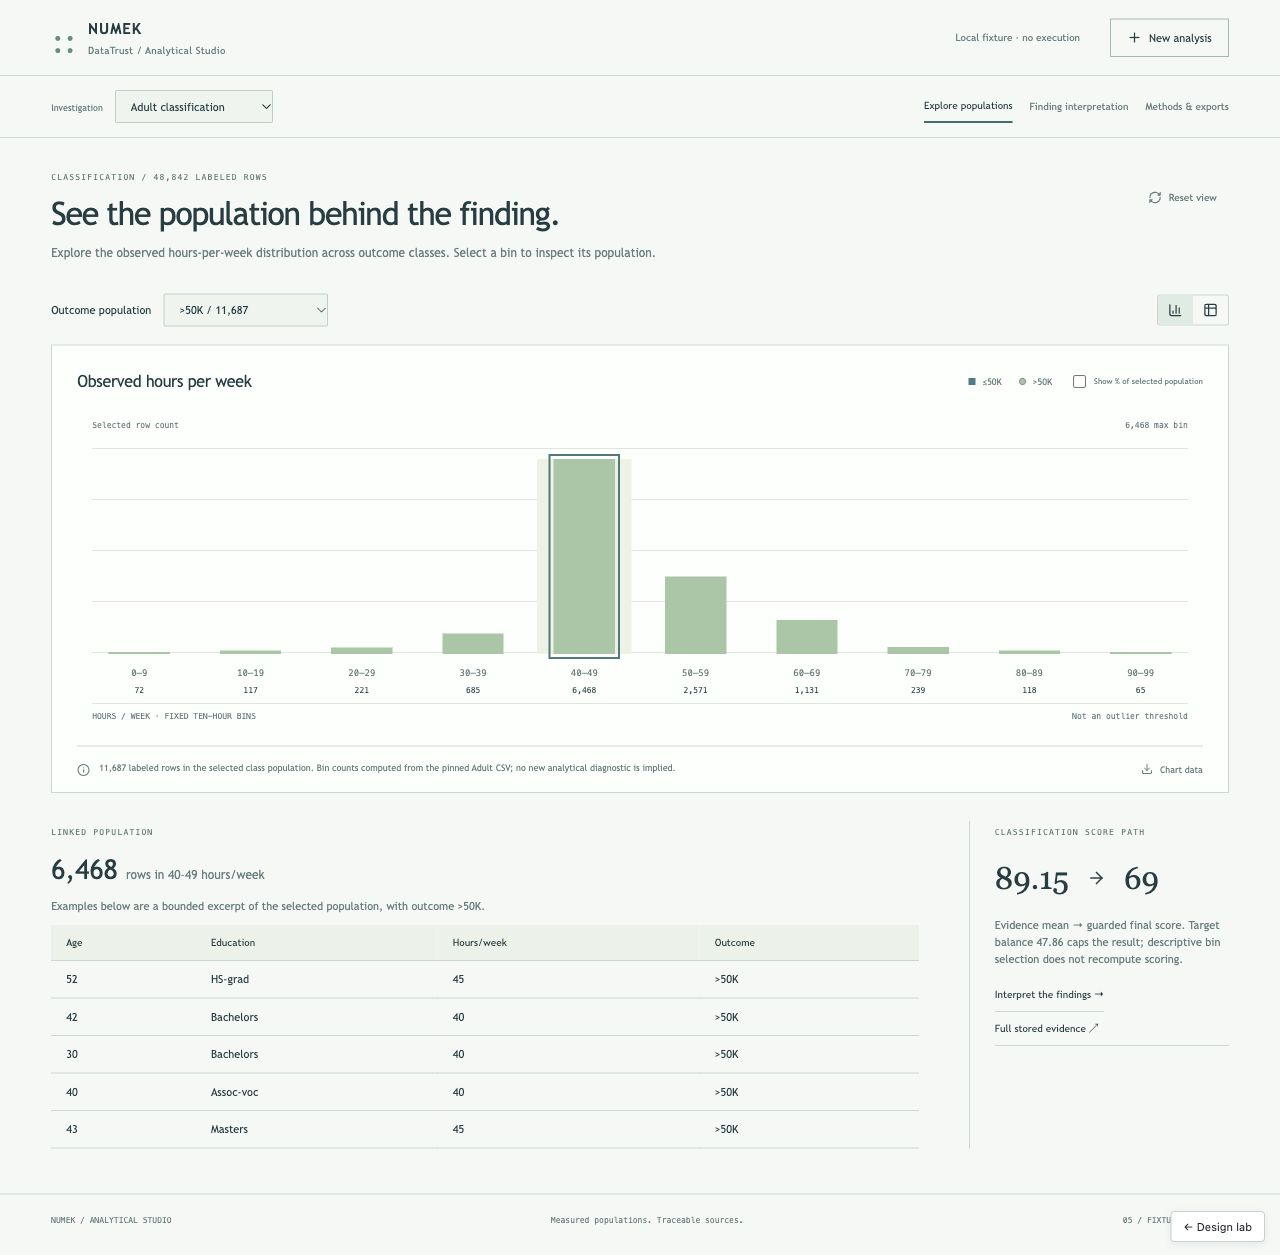 NUMEK
DataTrust / Analytical Studio
Local fixture · no execution
New analysis
Investigation
Adult classification
Explore populations
Finding interpretation
Methods & exports
CLASSIFICATION / 48,842 LABELED ROWS
See the population behind the finding.
Reset view
Explore the observed hours-per-week distribution across outcome classes. Select a bin to inspect its population.
Outcome population
>50K / 11,687
Observed hours per week
≤50K
>50K
Show % of selected population
Selected row count
6,468 max bin
0–9 10–19 20–29 30–39 40–49 50–59 60–69 70–79 80–89 90–99
72 117 221 685 6,468 2,571 1,131 239 118 65
HOURS / WEEK · FIXED TEN-HOUR BINS
Not an outlier threshold
11,687 labeled rows in the selected class population. Bin counts computed from the pinned Adult CSV; no new analytical diagnostic is implied.
Chart data
LINKED POPULATION
6,468 rows in 40–49 hours/week
Examples below are a bounded excerpt of the selected population, with outcome >50K.
Age Education Hours/week Outcome
52 HS-grad 45 >50K
42 Bachelors 40 >50K
30 Bachelors 40 >50K
40 Assoc-voc 40 >50K
43 Masters 45 >50K
CLASSIFICATION SCORE PATH
89.15 → 69
Evidence mean → guarded final score. Target
balance 47.86 caps the result; descriptive bin
selection does not recompute scoring.
Interpret the findings →
Full stored evidence ↗
NUMEK / ANALYTICAL STUDIO
Measured populations. Traceable sources.
05 /
← Design lab